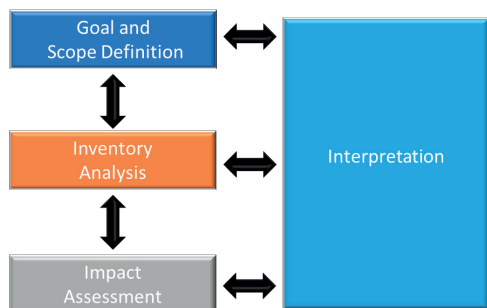 Goal and
Scope Definition
Inventory
Analysis
Interpretation
Impact
Assessment